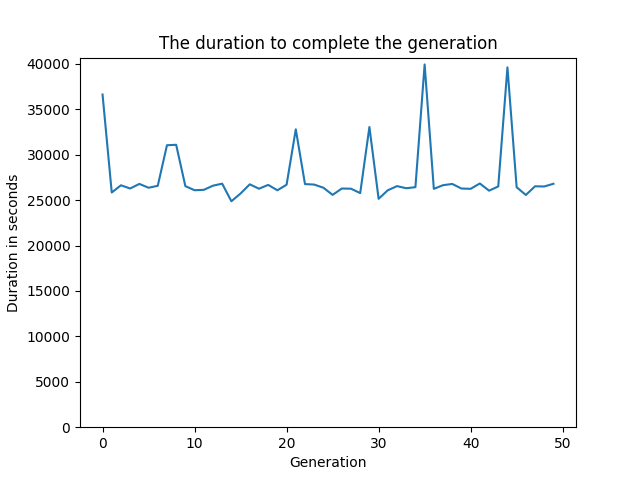 The duration to complete the generation
40000
35000
30000
25000
20000
15000
10000
5000
0
Duration in seconds
0 10 20 30 40 50
Generation